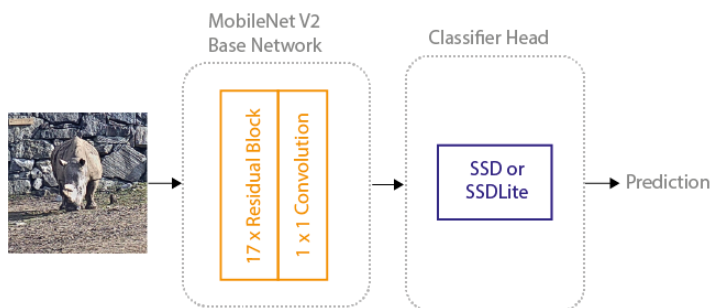 MobileNet V2
Base Network
Classifier Head
17 x Residual Block
1 x 1 Convolution
SSD or
SSDLite
Prediction